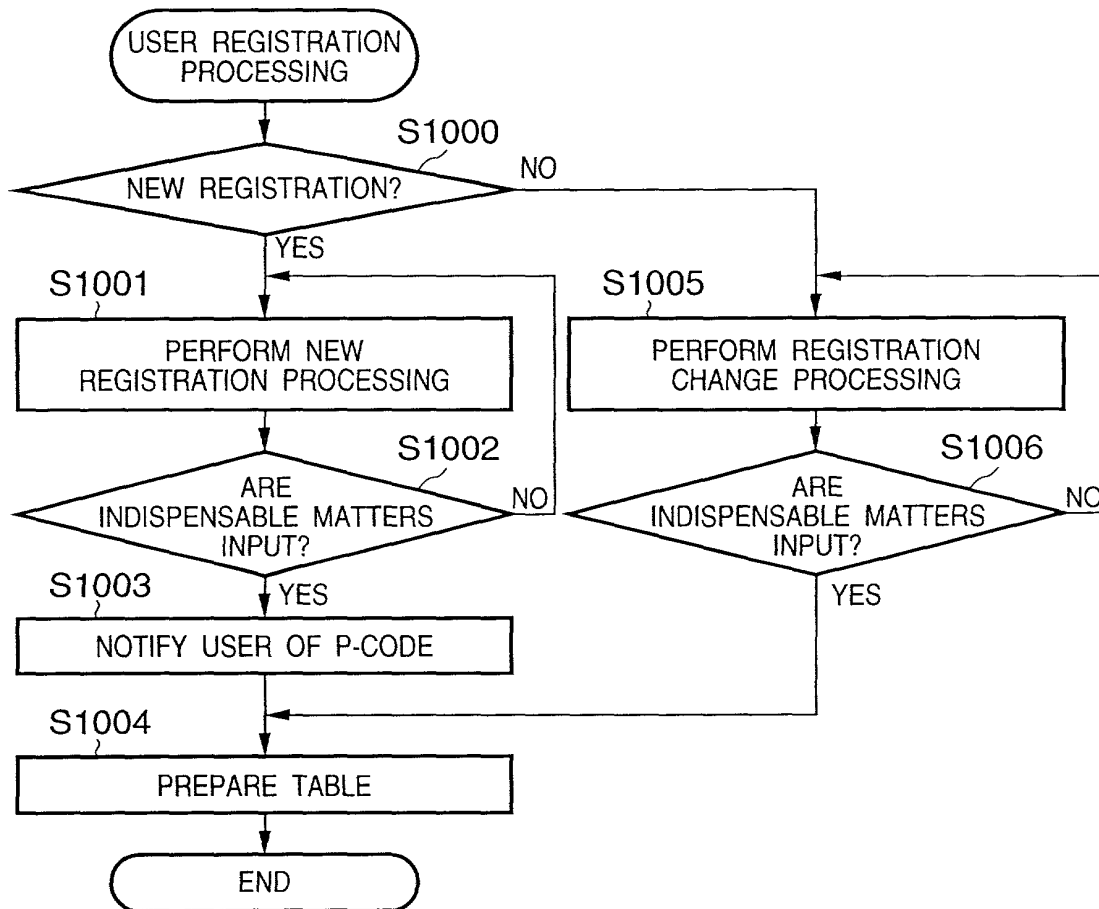 USER REGISTRATION
PROCESSING
S1000
NEW REGISTRATION?
NO
YES
S1001
PERFORM NEW
REGISTRATION PROCESSING
S1002
ARE
INDISPENSABLE MATTERS
INPUT?
NO
YES
S1003
NOTIFY USER OF P-CODE
S1004
PREPARE TABLE
END
S1005
PERFORM REGISTRATION
CHANGE PROCESSING
S1006
ARE
INDISPENSABLE MATTERS
INPUT?
NO
YES